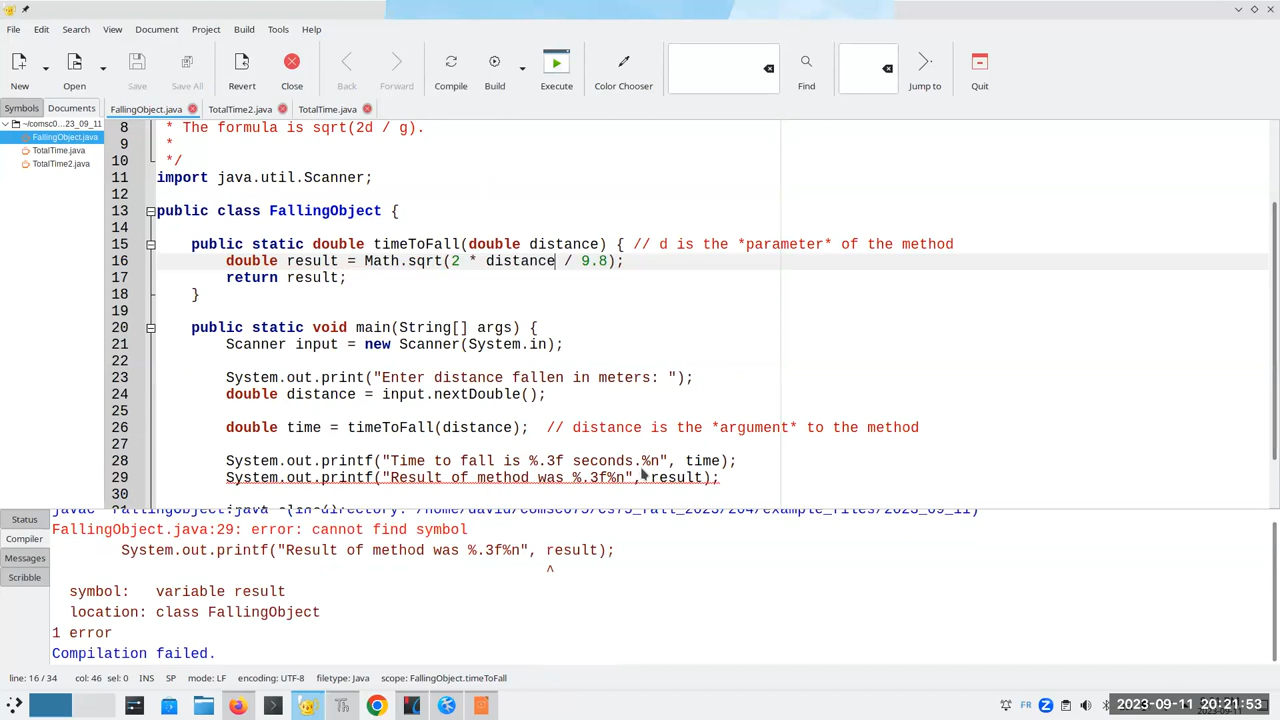 File Edit Search View Document Project Build Tools Help
New Open Save Save All Revert Close Back Forward Compile Build Execute Color Chooser Find Jump to Quit
Symbols Documents FallingObject.java TotalTime2.java TotalTime.java
~/comsc0...23_09_11
FallingObject.java
TotalTime.java
TotalTime2.java
8 * The formula is sqrt(2d / g).
9 *
10 */
11 import java.util.Scanner;
12
13 public class FallingObject {
14
15 public static double timeToFall(double distance) { // d is the *parameter* of the method
16 double result = Math.sqrt(2 * distance / 9.8);
17 return result;
18 }
19
20 public static void main(String[] args) {
21 Scanner input = new Scanner(System.in);
22
23 System.out.print("Enter distance fallen in meters: ");
24 double distance = input.nextDouble();
25
26 double time = timeToFall(distance); // distance is the *argument* to the method
27
28 System.out.printf("Time to fall is %.3f seconds.%n", time);
29 System.out.printf("Result of method was %.3f%n", result);
30
Status
Compiler
Messages
Scribble
FallingObject.java:29: error: cannot find symbol
System.out.printf("Result of method was %.3f%n", result);
^
symbol: variable result
location: class FallingObject
1 error
Compilation failed.
line: 16 / 34 col: 46 sel: 0 INS SP mode: LF encoding: UTF-8 filetype: Java scope: FallingObject.timeToFall
FR 2023-09-11 20:21:53